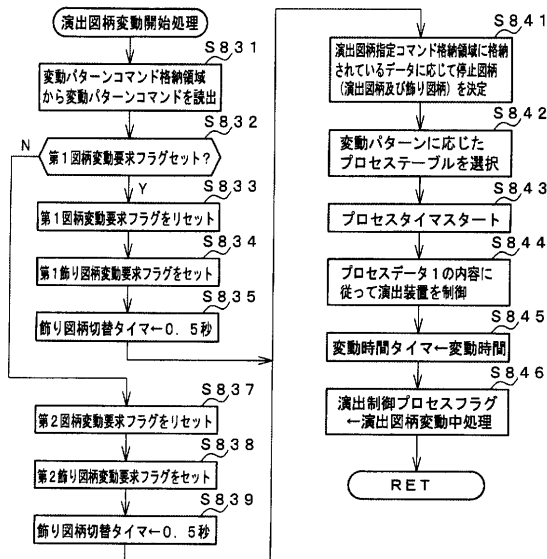 演出図柄変動開始処理
S831
変動パターンコマンド格納領域
から変動パターンコマンドを読出
S832
N
第1図柄変動要求フラグセット?
Y
S833
第1図柄変動要求フラグをリセット
S834
第1飾り図柄変動要求フラグをセット
S835
飾り図柄切替タイマ←0.5秒
S837
第2図柄変動要求フラグをリセット
S838
第2飾り図柄変動要求フラグをセット
S839
飾り図柄切替タイマ←0.5秒
S841
演出図柄指定コマンド格納領域に格納
されているデータに応じて停止図柄
(演出図柄及び飾り図柄)を決定
S842
変動パターンに応じた
プロセステーブルを選択
S843
プロセスタイマスタート
S844
プロセスデータ1の内容に
従って演出装置を制御
S845
変動時間タイマ←変動時間
S846
演出制御プロセスフラグ
←演出図柄変動中処理
RET